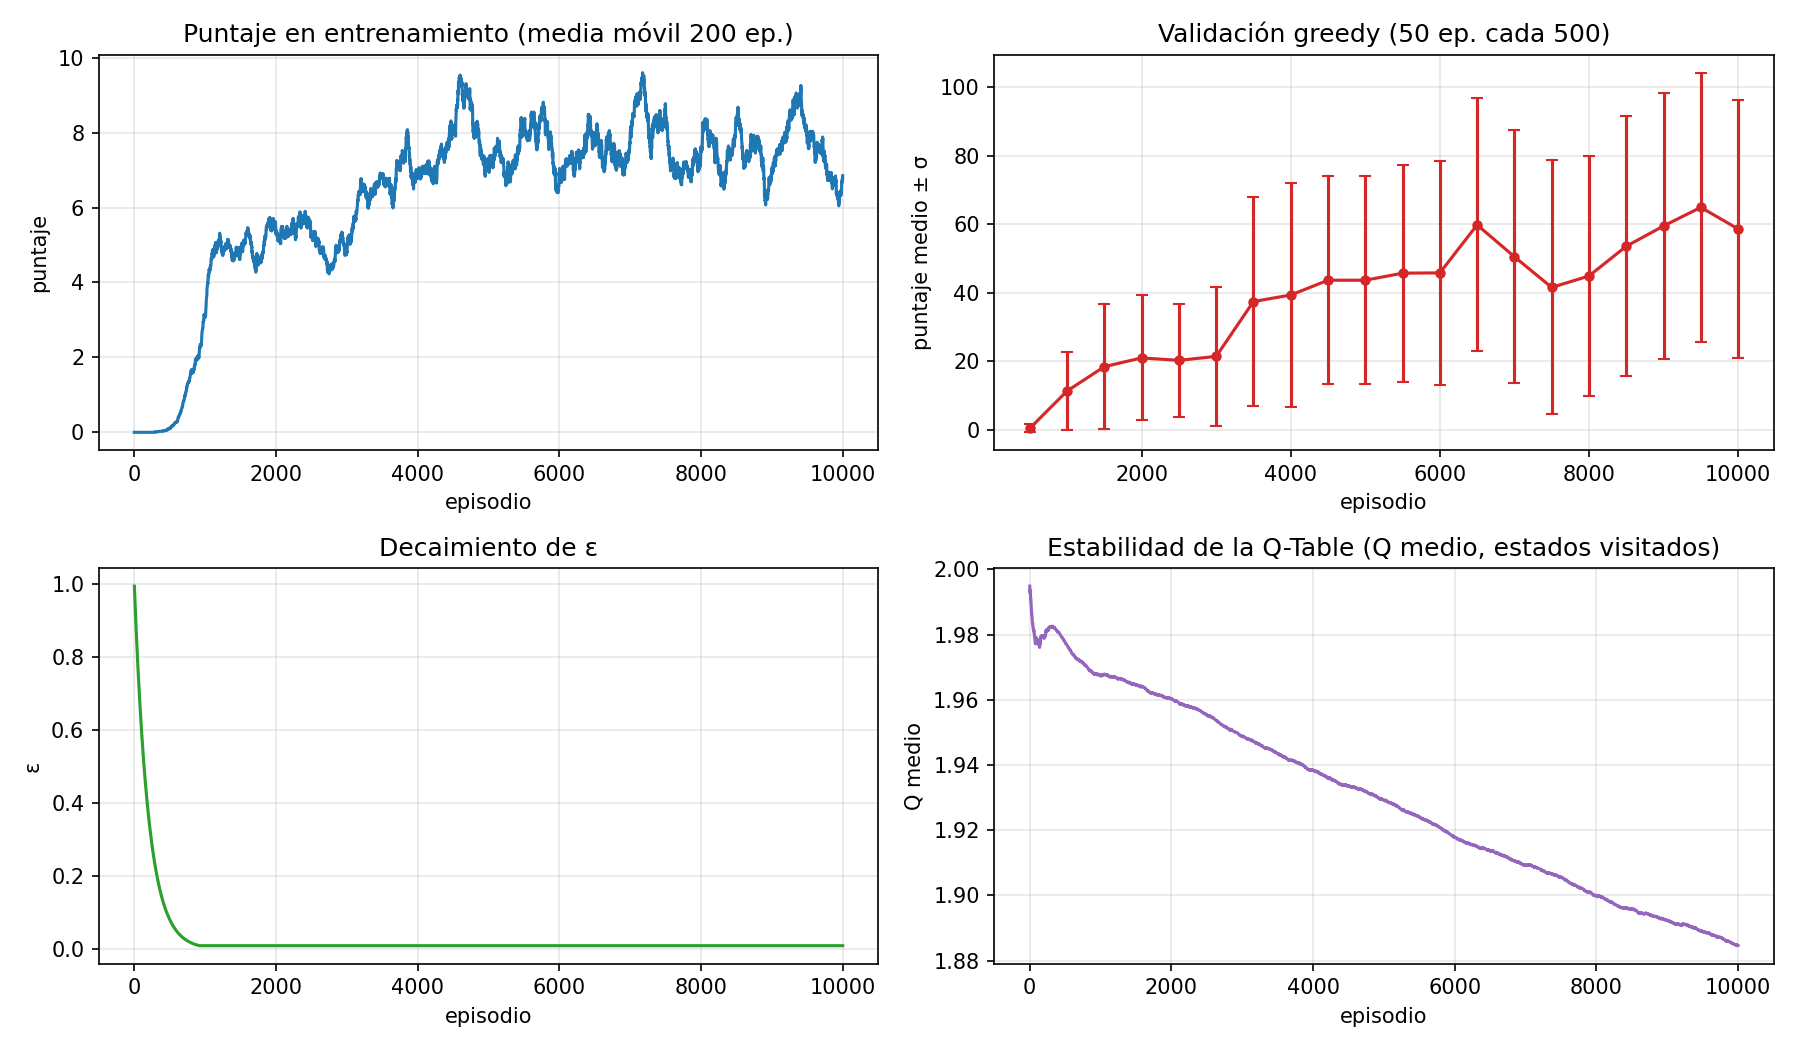 Puntaje en entrenamiento (media móvil 200 ep.)
10
8
6
4
2
0
puntaje
0 2000 4000 6000 8000 10000
episodio
Validación greedy (50 ep. cada 500)
100
80
60
40
20
0
puntaje medio ± σ
2000 4000 6000 8000 10000
episodio
Decaimiento de ε
1.0
0.8
0.6
0.4
0.2
0.0
ε
0 2000 4000 6000 8000 10000
episodio
Estabilidad de la Q-Table (Q medio, estados visitados)
2.00
1.98
1.96
1.94
1.92
1.90
1.88
Q medio
0 2000 4000 6000 8000 10000
episodio